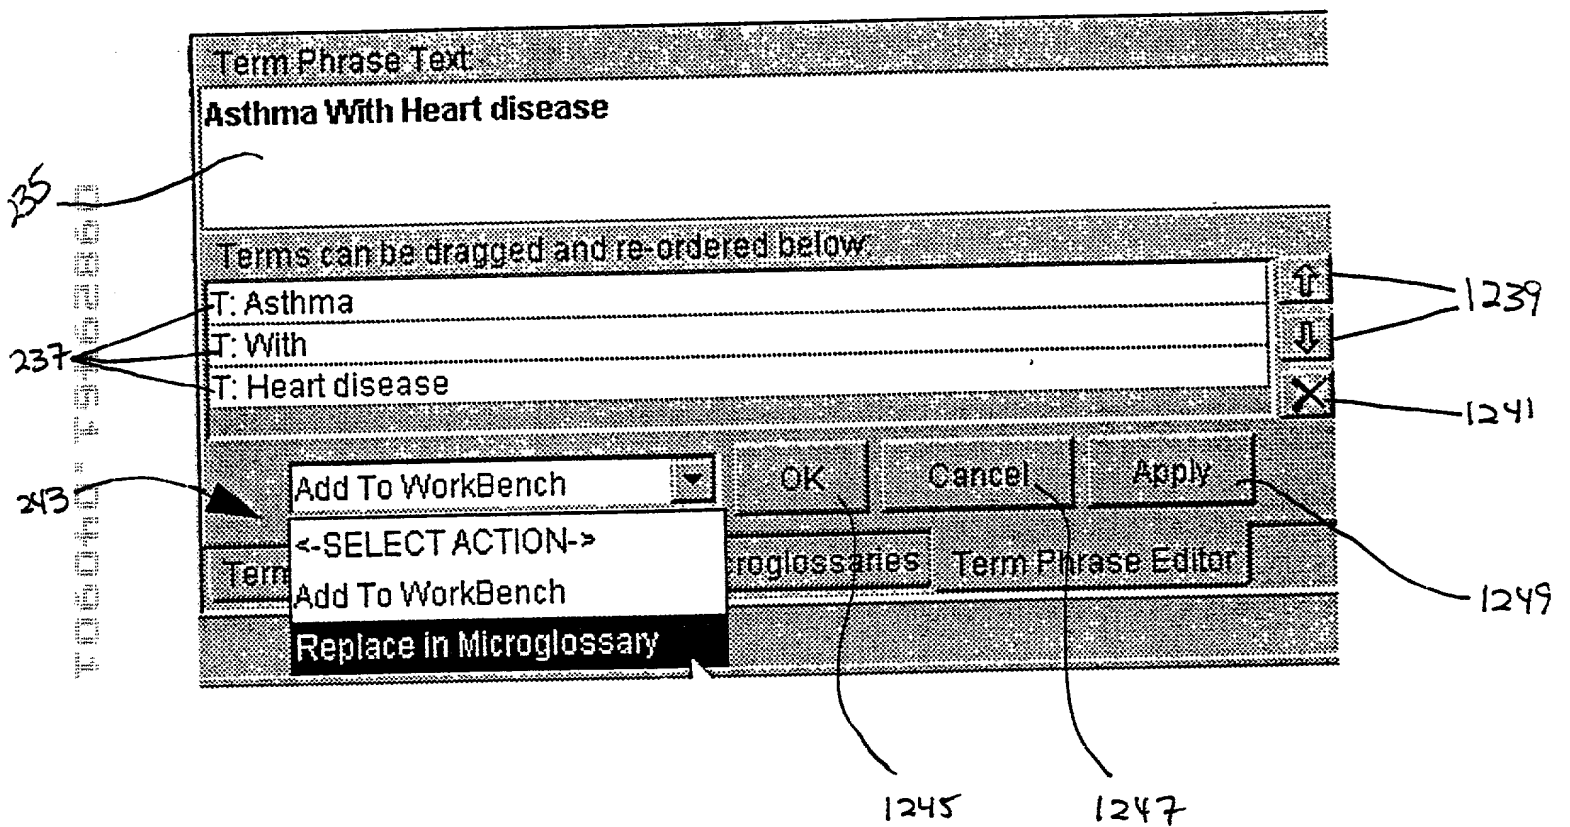 Term Phrase Text:
Asthma With Heart disease
235
Terms can be dragged and re-ordered below:
T: Asthma
1239
237
T: With
T: Heart disease
1241
243
Add To WorkBench
OK
Cancel
Apply
<-SELECT ACTION->
Term
roglossaries
Term Phrase Editor
Add To WorkBench
1249
Replace in Microglossary
1245
1247